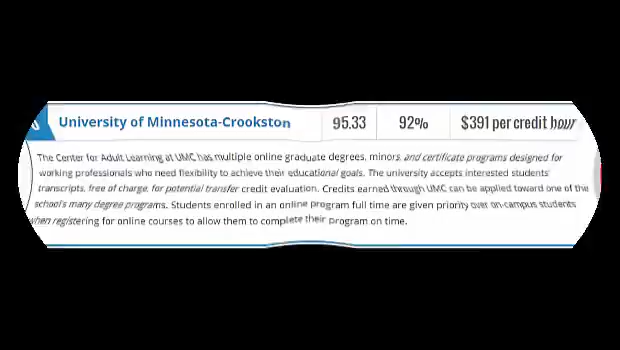 University of Minnesota-Crookston 95.33 92% $391 per credit hour
The Center for Adult Learning at UMC has multiple online graduate degrees, minors, and certificate programs designed for
working professionals who need flexibility to achieve their educational goals. The university accepts interested students'
transcripts, free of charge, for potential transfer credit evaluation. Credits earned through UMC can be applied toward one of the
school's many degree programs. Students enrolled in an online program full time are given priority over on-campus students
when registering for online courses to allow them to complete their program on time.